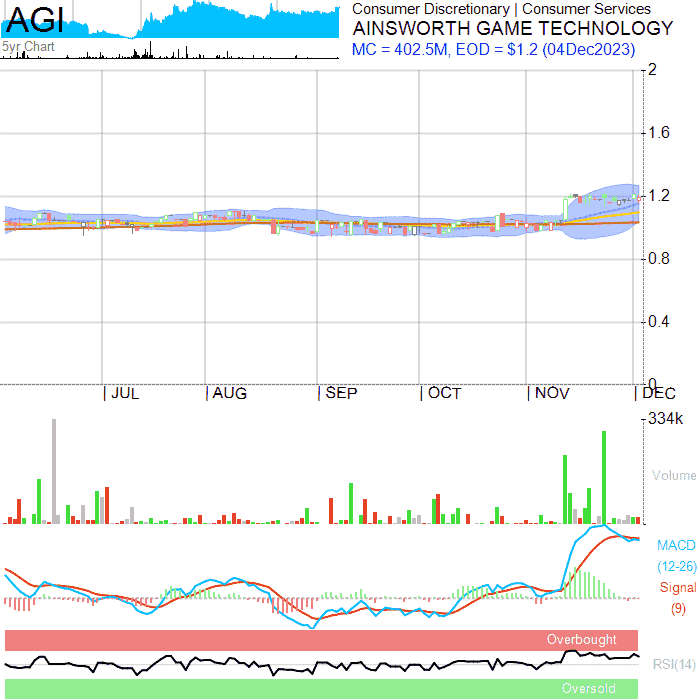 AGI
5yr Chart
Consumer Discretionary | Consumer Services
AINSWORTH GAME TECHNOLOGY
MC = 402.5M, EOD = $1.2 (04Dec2023)
2
1.6
1.2
0.8
0.4
0
JUL AUG SEP OCT NOV DEC
334k
Volume
MACD
(12-26)
Signal
(9)
Overbought
RSI(14)
Oversold